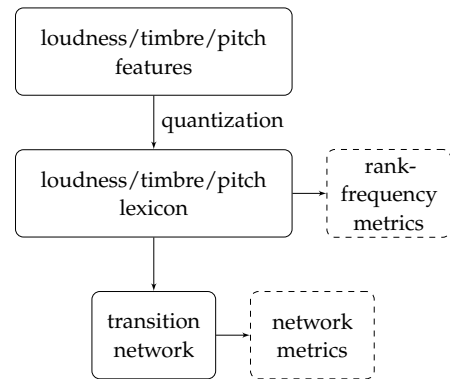 loudness/timbre/pitch
features
quantization
loudness/timbre/pitch
lexicon
rank-
frequency
metrics
transition
network
network
metrics